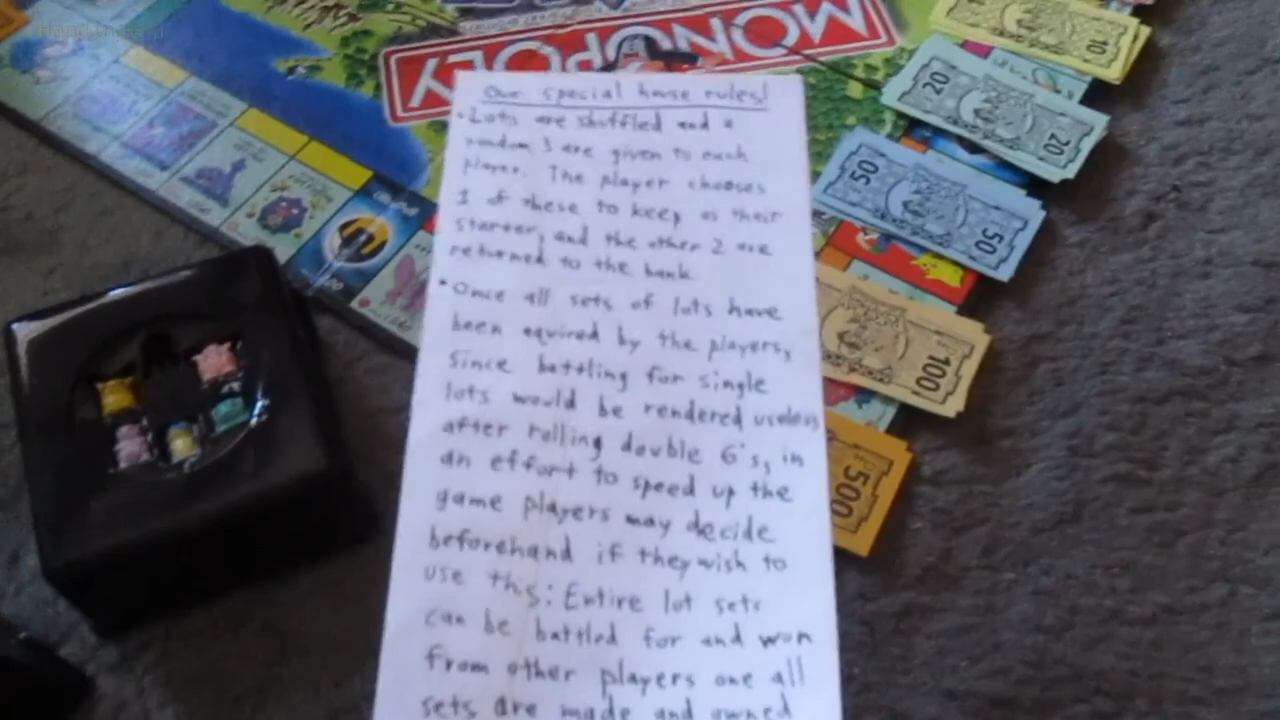 MONOPOLY
10
20
20
50
50
100
500
Our special house rules!
• Lots are shuffled and a
random 3 are given to each
player. The player chooses
1 of these to keep as their
starter, and the other 2 are
returned to the bank
• Once all sets of lots have
been aquired by the players,
since battling for single
lots would be rendered useless
after rolling double 6's, in
an effort to speed up the
game players may decide
beforehand if they wish to
use this: Entire lot sets
can be battled for and won
from other players one all
sets are made and owned